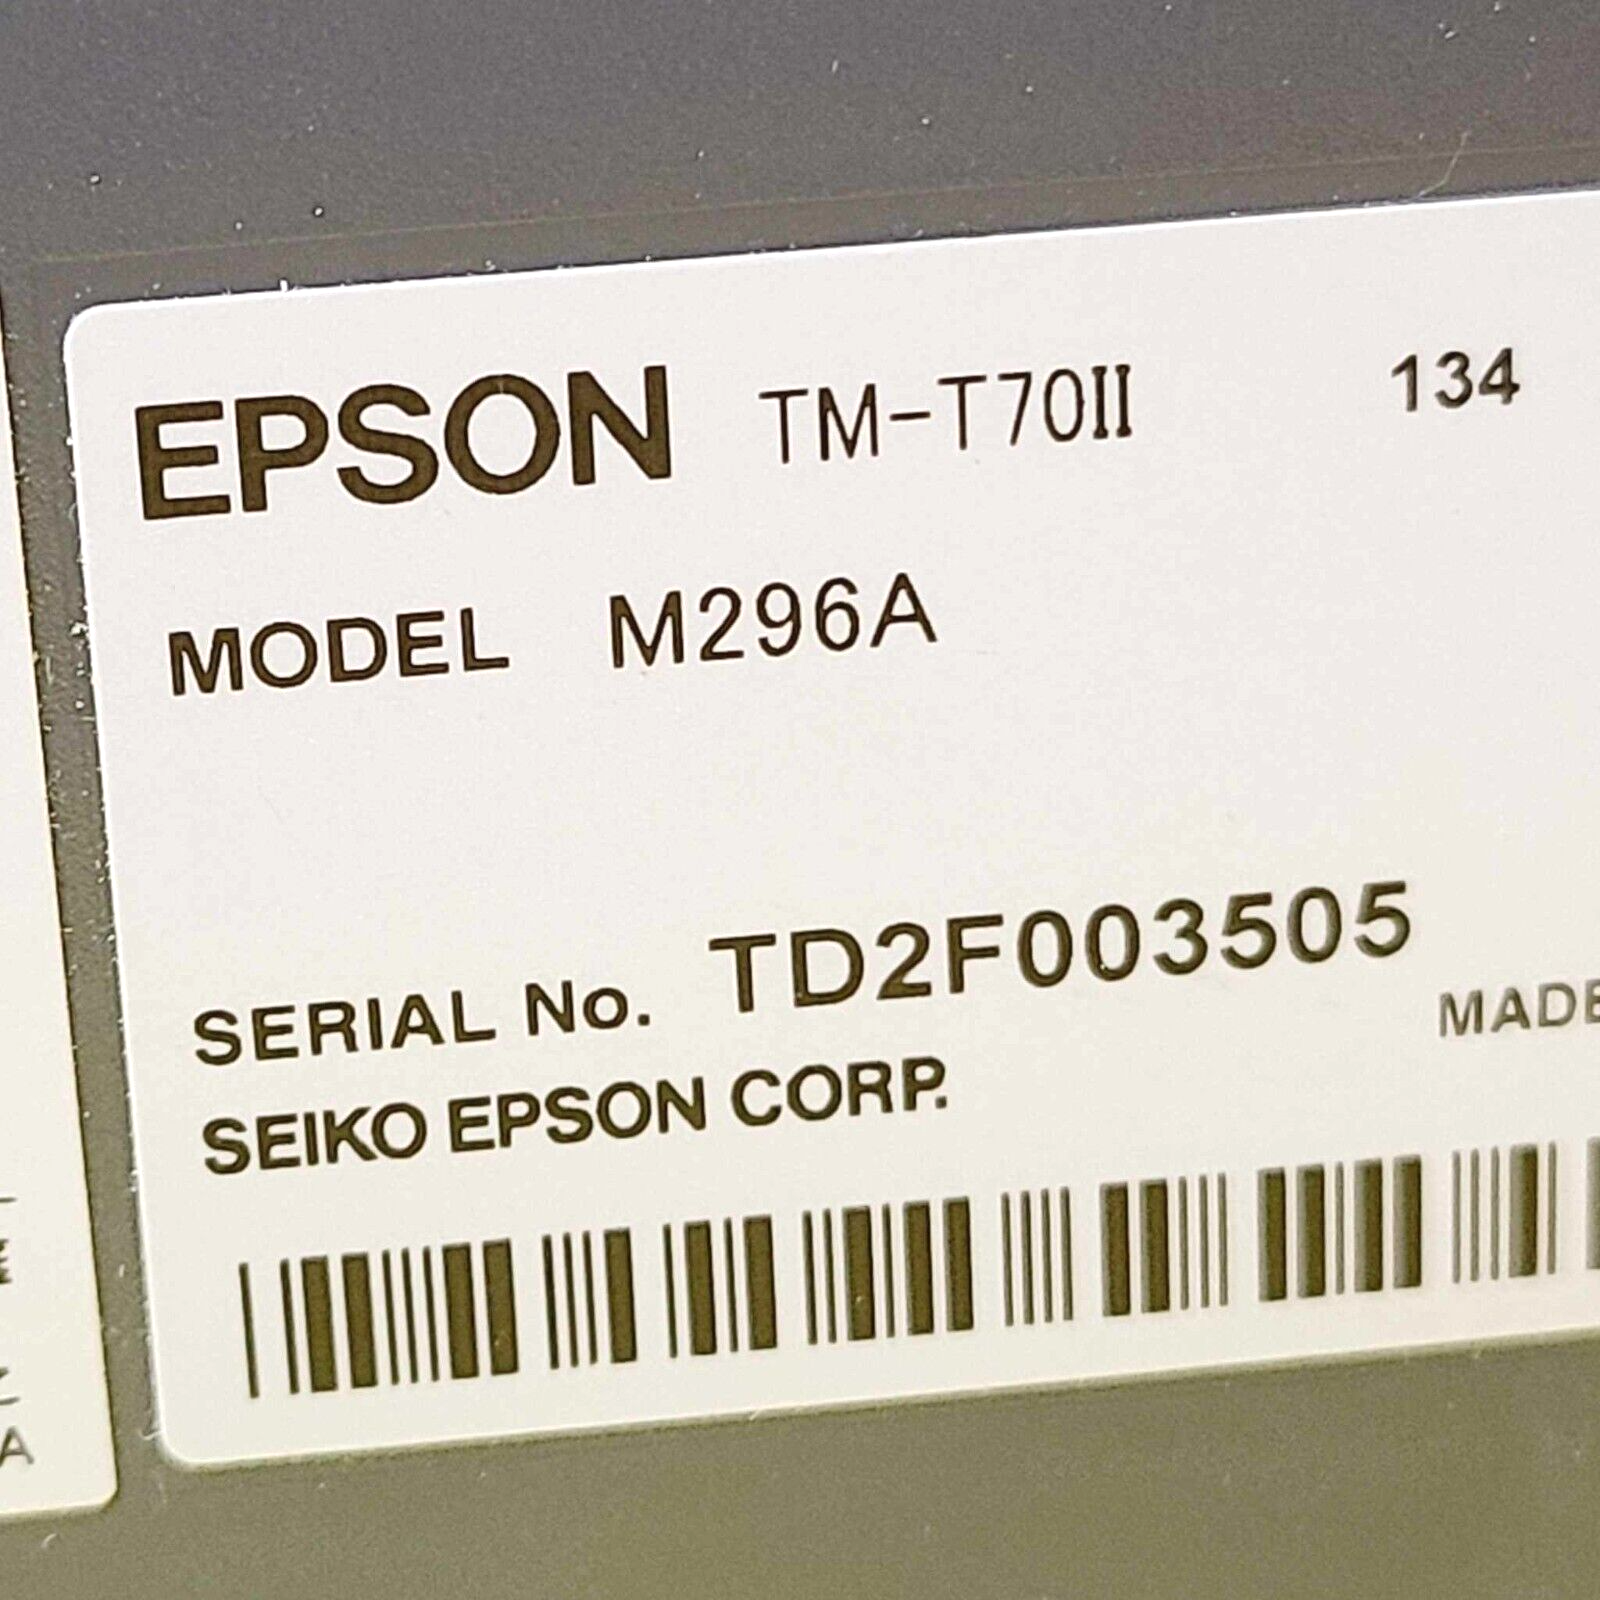 EPSON TM-T70II 134
MODEL M296A
SERIAL No. TD2F003505
MADE
SEIKO EPSON CORP.
A